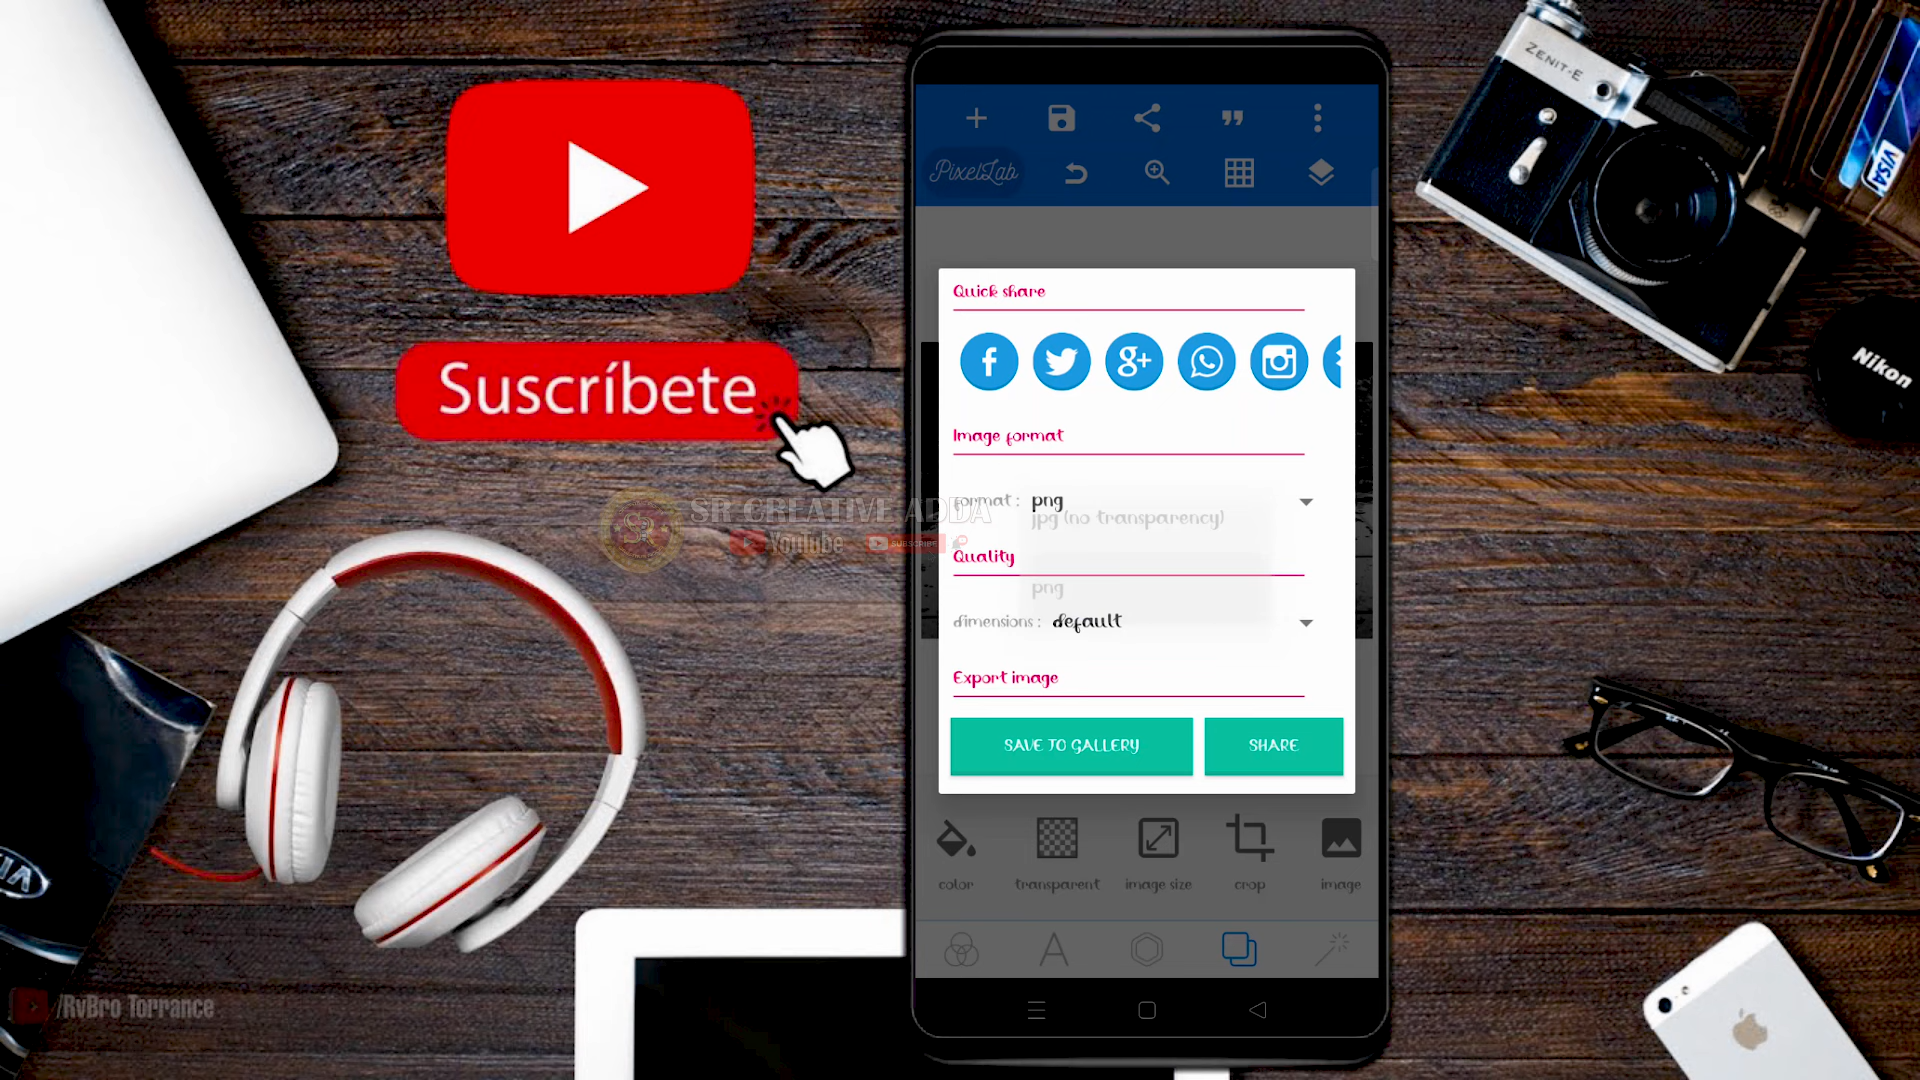 ZENIT-E
VISA
Nikon
Suscríbete
PixelLab
Quick share
Image format
format : png
jpg (no transparency)
Quality
png
dimensions : default
Export image
SAVE TO GALLERY
SHARE
color
transparent
image size
crop
image
SR CREATIVE ADDA
Youtube
SUBSCRIBE
/RvBro Torrance